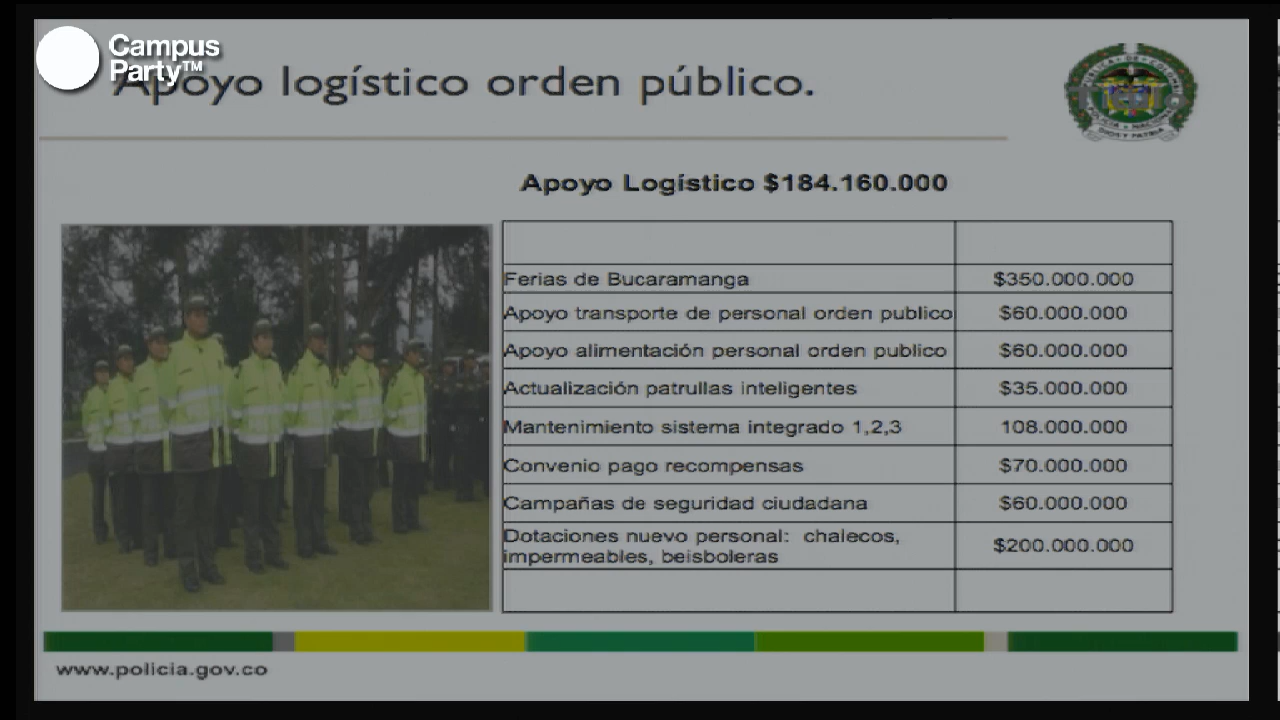 Campus
Party™
Apoyo logístico orden público.
Apoyo Logístico $184.160.000
Ferias de Bucaramanga $350.000.000
Apoyo transporte de personal orden publico $60.000.000
Apoyo alimentación personal orden publico $60.000.000
Actualización patrullas inteligentes $35.000.000
Mantenimiento sistema integrado 1,2,3 108.000.000
Convenio pago recompensas $70.000.000
Campañas de seguridad ciudadana $60.000.000
Dotaciones nuevo personal: chalecos,
impermeables, beisboleras $200.000.000
www.policia.gov.co